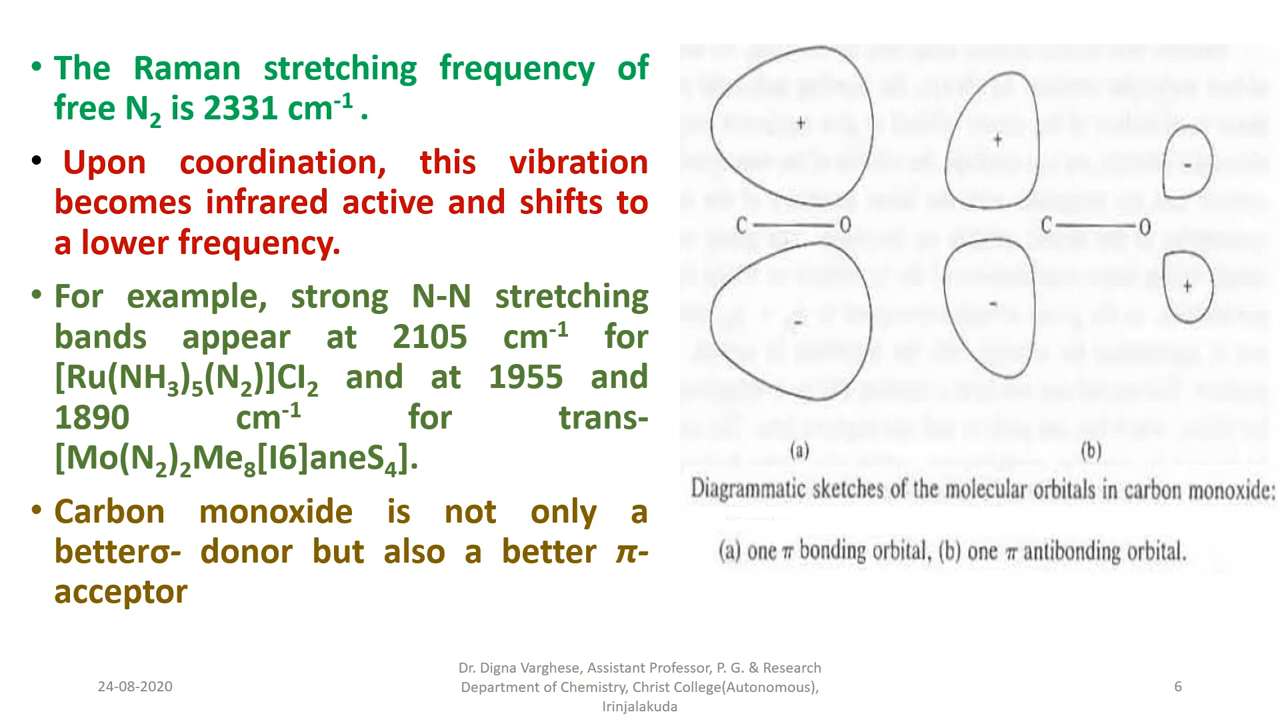 • The Raman stretching frequency of
free N₂ is 2331 cm⁻¹ .
• Upon coordination, this vibration
becomes infrared active and shifts to
a lower frequency.
• For example, strong N-N stretching
bands appear at 2105 cm⁻¹ for
[Ru(NH₃)₅(N₂)]CI₂ and at 1955 and
1890 cm⁻¹ for trans-
[Mo(N₂)₂Me₈[I6]aneS₄].
• Carbon monoxide is not only a
betterσ- donor but also a better π-
acceptor
+
+
-
C O
C O
-
-
+
(a)
(b)
Diagrammatic sketches of the molecular orbitals in carbon monoxide:
(a) one π bonding orbital, (b) one π antibonding orbital.
24-08-2020
Dr. Digna Varghese, Assistant Professor, P. G. & Research
Department of Chemistry, Christ College(Autonomous),
Irinjalakuda
6